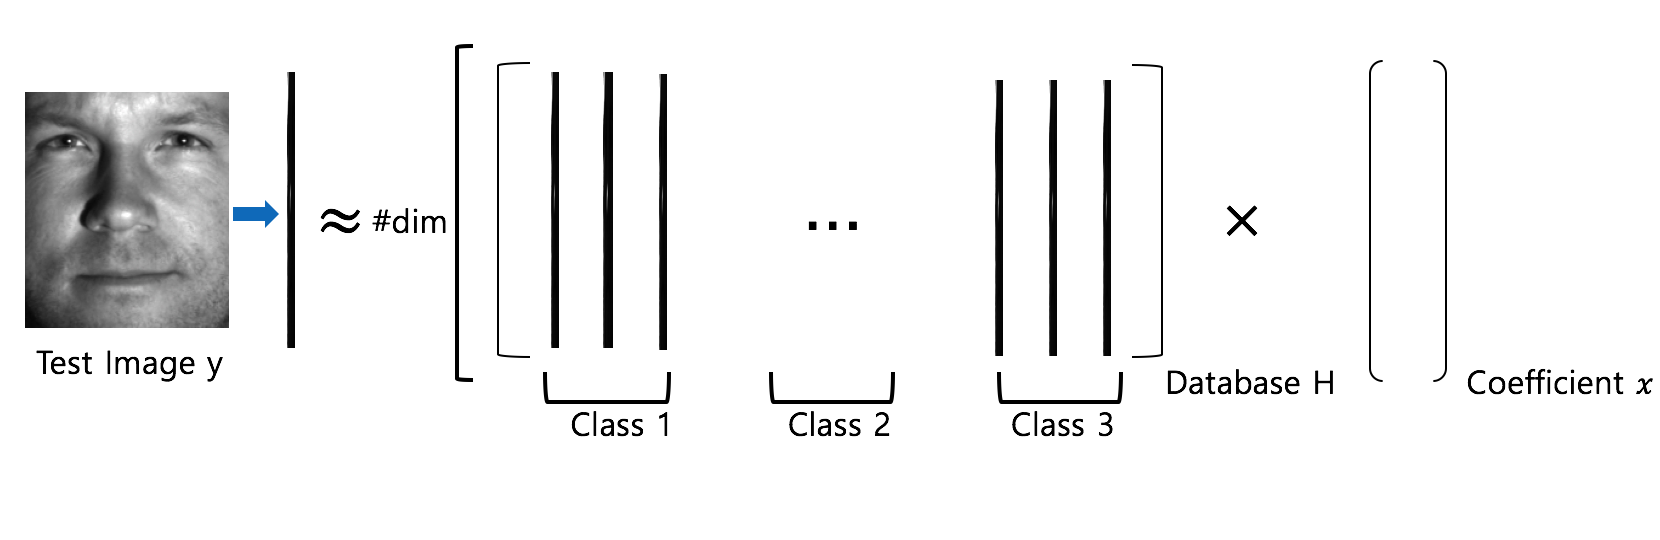 ≈ #dim
...
×
Test Image y
Database H
Coefficient x
Class 1
Class 2
Class 3